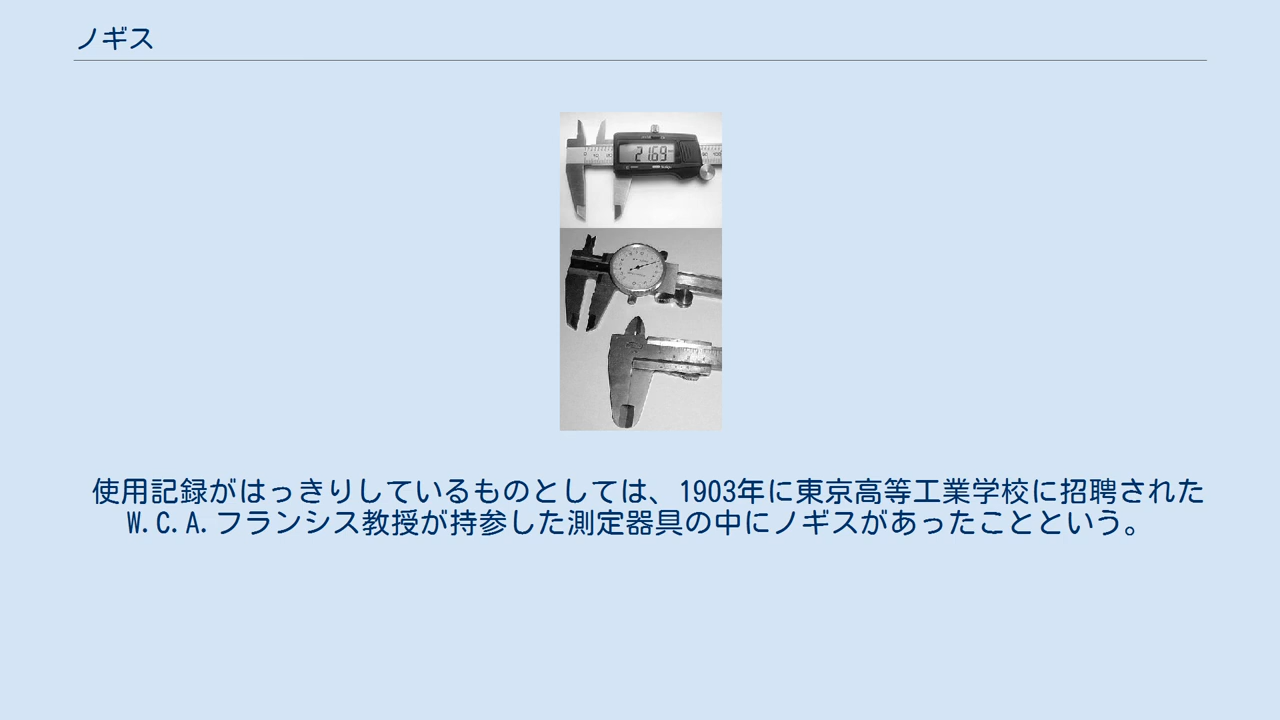 ノギス
21.69
使用記録がはっきりしているものとしては、1903年に東京高等工業学校に招聘された
W.C.A.フランシス教授が持参した測定器具の中にノギスがあったことという。